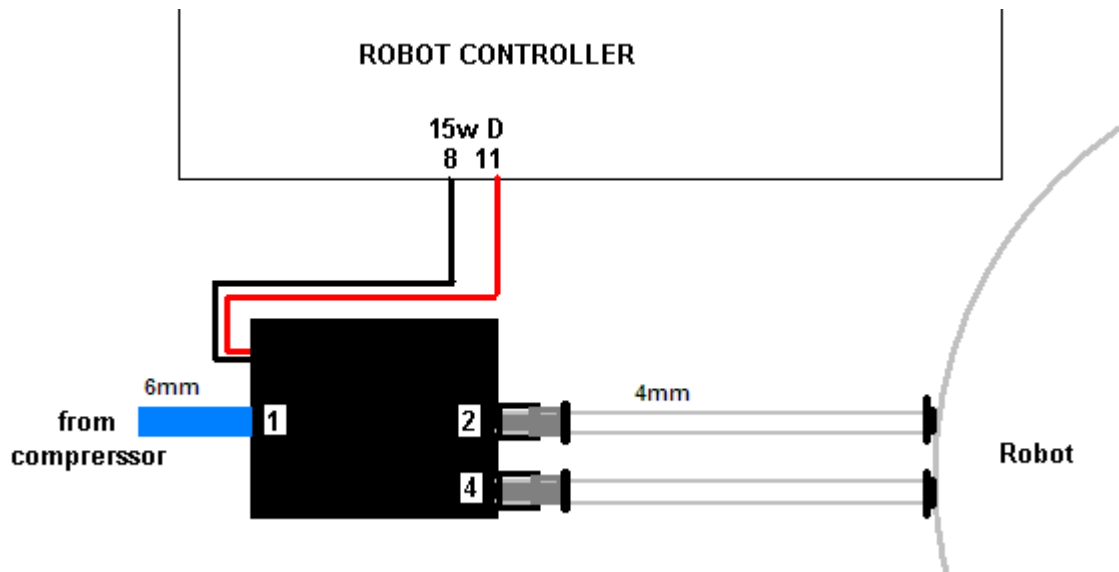 ROBOT CONTROLLER
15w D
8 11
6mm
4mm
from
comprerssor
1
2
4
Robot